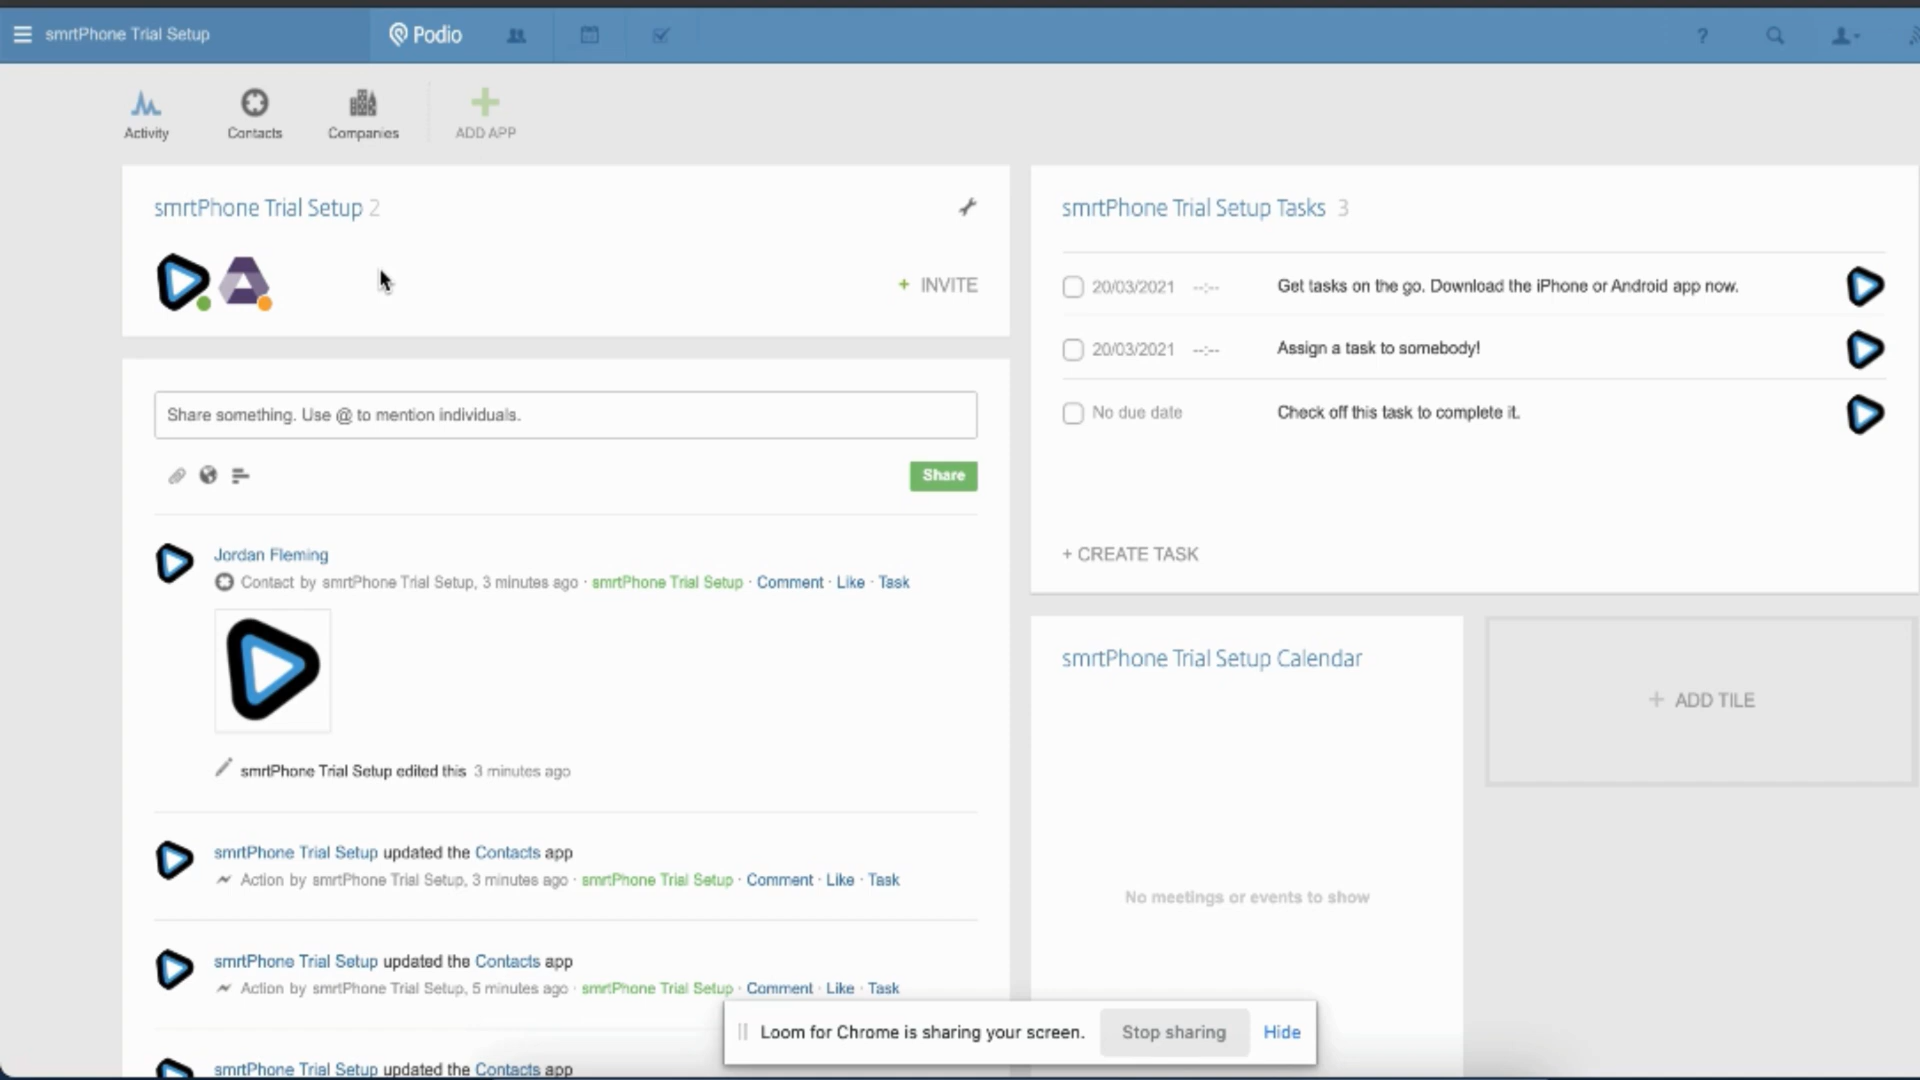 smrtPhone Trial Setup
Podio
?
Activity
Contacts
Companies
ADD APP
smrtPhone Trial Setup 2
+ INVITE
Share something. Use @ to mention individuals.
Share
Jordan Fleming
Contact by smrtPhone Trial Setup, 3 minutes ago · smrtPhone Trial Setup · Comment · Like · Task
smrtPhone Trial Setup edited this 3 minutes ago
smrtPhone Trial Setup updated the Contacts app
Action by smrtPhone Trial Setup, 3 minutes ago · smrtPhone Trial Setup · Comment · Like · Task
smrtPhone Trial Setup updated the Contacts app
Action by smrtPhone Trial Setup, 5 minutes ago · smrtPhone Trial Setup · Comment · Like · Task
smrtPhone Trial Setup updated the Contacts app
smrtPhone Trial Setup Tasks 3
20/03/2021 --:-- Get tasks on the go. Download the iPhone or Android app now.
20/03/2021 --:-- Assign a task to somebody!
No due date Check off this task to complete it.
+ CREATE TASK
smrtPhone Trial Setup Calendar
No meetings or events to show
+ ADD TILE
Loom for Chrome is sharing your screen. Stop sharing Hide